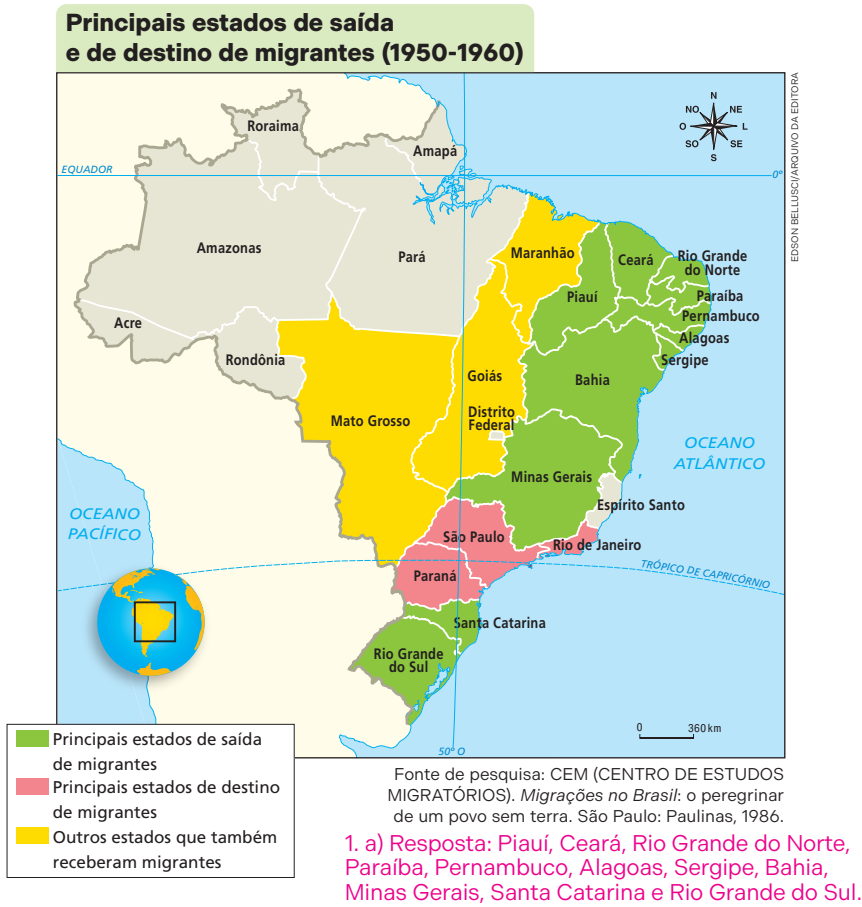 Principais estados de saída
e de destino de migrantes (1950-1960)
EDSON BELLUSCI/ARQUIVO DA EDITORA
N
NO
NE
O
L
SO
SE
S
Roraima
Amapá
EQUADOR
0°
Amazonas
Pará
Maranhão
Ceará
Rio Grande
do Norte
Piauí
Paraíba
Pernambuco
Acre
Alagoas
Sergipe
Rondônia
Goiás
Bahia
Mato Grosso
Distrito
Federal
OCEANO
ATLÂNTICO
Minas Gerais
Espírito Santo
OCEANO
PACÍFICO
São Paulo
Rio de Janeiro
TRÓPICO DE CAPRICÓRNIO
Paraná
Santa Catarina
Rio Grande
do Sul
0
360 km
50° O
Principais estados de saída
de migrantes
Principais estados de destino
de migrantes
Outros estados que também
receberam migrantes
Fonte de pesquisa: CEM (CENTRO DE ESTUDOS
MIGRATÓRIOS). Migrações no Brasil: o peregrinar
de um povo sem terra. São Paulo: Paulinas, 1986.
1. a) Resposta: Piauí, Ceará, Rio Grande do Norte,
Paraíba, Pernambuco, Alagoas, Sergipe, Bahia,
Minas Gerais, Santa Catarina e Rio Grande do Sul.